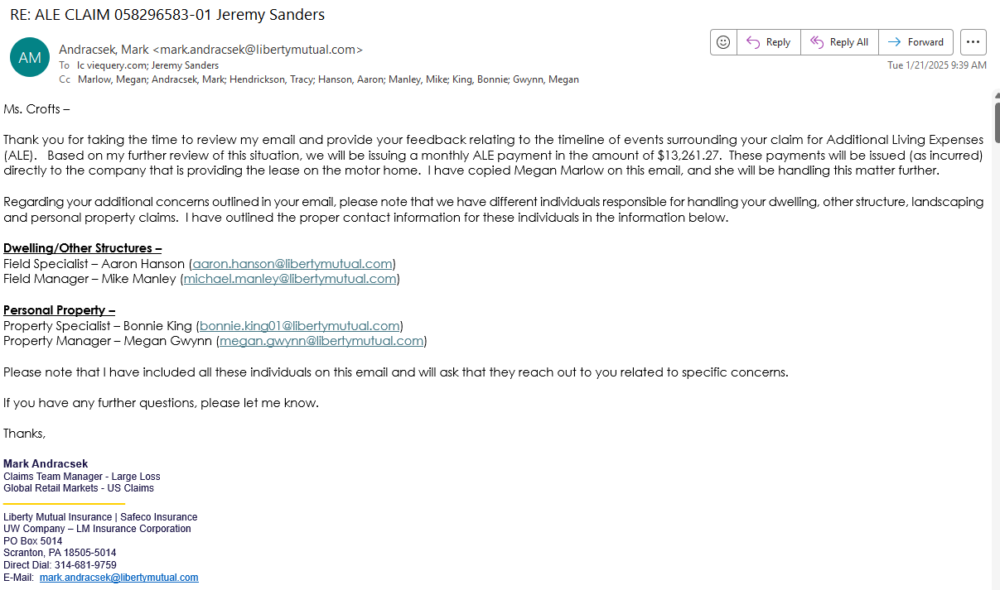 RE: ALE CLAIM 058296583-01 Jeremy Sanders
AM
Andracsek, Mark <mark.andracsek@libertymutual.com>
Reply
Reply All
Forward
To lc viequery.com; Jeremy Sanders
Tue 1/21/2025 9:39 AM
Cc Marlow, Megan; Andracsek, Mark; Hendrickson, Tracy; Hanson, Aaron; Manley, Mike; King, Bonnie; Gwynn, Megan
Ms. Crofts –
Thank you for taking the time to review my email and provide your feedback relating to the timeline of events surrounding your claim for Additional Living Expenses
(ALE). Based on my further review of this situation, we will be issuing a monthly ALE payment in the amount of $13,261.27. These payments will be issued (as incurred)
directly to the company that is providing the lease on the motor home. I have copied Megan Marlow on this email, and she will be handling this matter further.
Regarding your additional concerns outlined in your email, please note that we have different individuals responsible for handling your dwelling, other structure, landscaping
and personal property claims. I have outlined the proper contact information for these individuals in the information below.
Dwelling/Other Structures –
Field Specialist – Aaron Hanson (aaron.hanson@libertymutual.com)
Field Manager – Mike Manley (michael.manley@libertymutual.com)
Personal Property –
Property Specialist – Bonnie King (bonnie.king01@libertymutual.com)
Property Manager – Megan Gwynn (megan.gwynn@libertymutual.com)
Please note that I have included all these individuals on this email and will ask that they reach out to you related to specific concerns.
If you have any further questions, please let me know.
Thanks,
Mark Andracsek
Claims Team Manager - Large Loss
Global Retail Markets - US Claims
Liberty Mutual Insurance | Safeco Insurance
UW Company – LM Insurance Corporation
PO Box 5014
Scranton, PA 18505-5014
Direct Dial: 314-681-9759
E-Mail: mark.andracsek@libertymutual.com